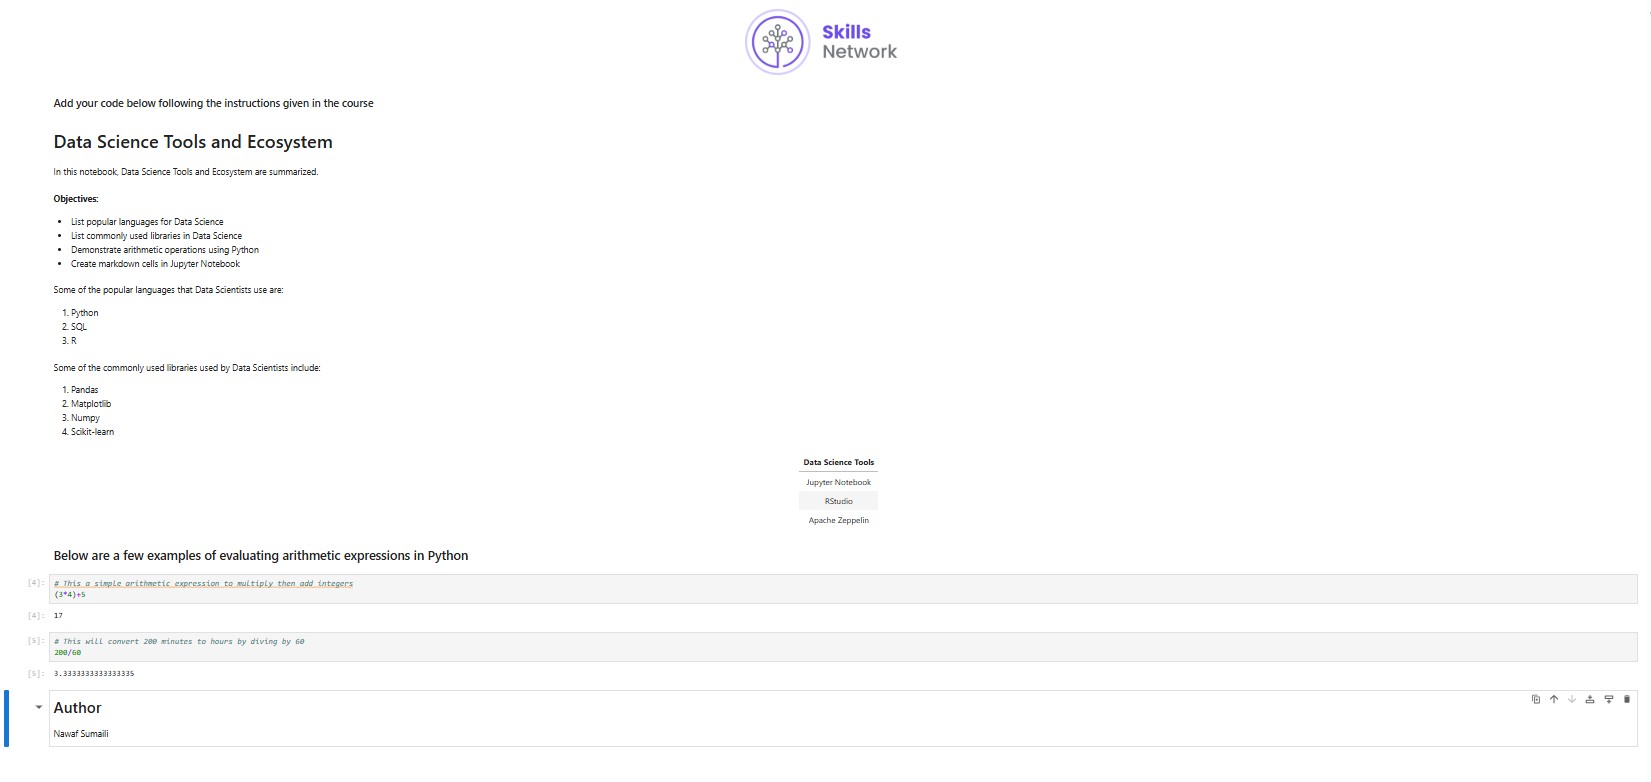 Skills
Network
Add your code below following the instructions given in the course
Data Science Tools and Ecosystem
In this notebook, Data Science Tools and Ecosystem are summarized.
Objectives:
• List popular languages for Data Science
• List commonly used libraries in Data Science
• Demonstrate arithmetic operations using Python
• Create markdown cells in Jupyter Notebook
Some of the popular languages that Data Scientists use are:
1. Python
2. SQL
3. R
Some of the commonly used libraries used by Data Scientists include:
1. Pandas
2. Matplotlib
3. Numpy
4. Scikit-learn
Data Science Tools
Jupyter Notebook
RStudio
Apache Zeppelin
Below are a few examples of evaluating arithmetic expressions in Python
[4]: # This a simple arithmetic expression to multiply then add integers
(3*4)+5
[4]: 17
[5]: # This will convert 200 minutes to hours by diving by 60
200/60
[5]: 3.3333333333333335
Author
Nawaf Sumaili